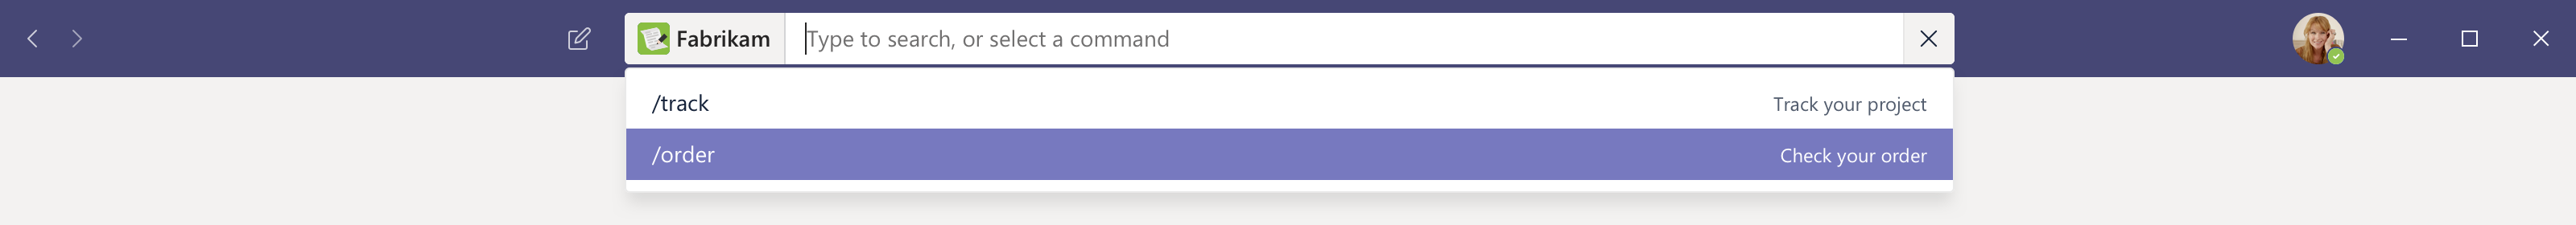 Fabrikam Type to search, or select a command
/track Track your project
/order Check your order